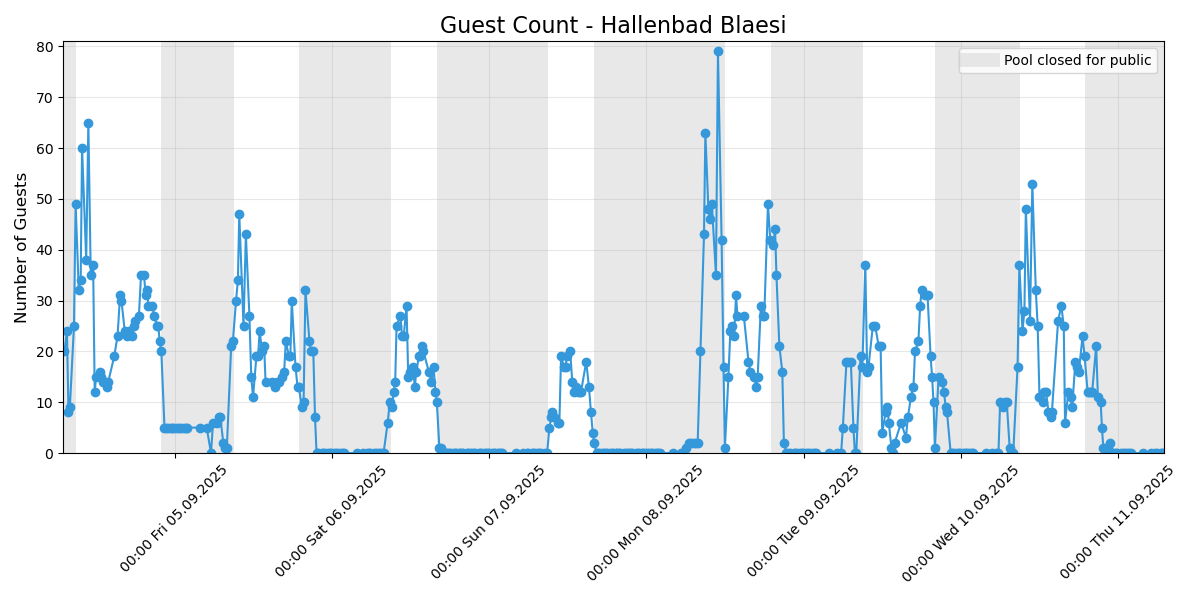 Guest Count - Hallenbad Blaesi
Pool closed for public
Number of Guests
80
70
60
50
40
30
20
10
0
00:00 Fri 05.09.2025
00:00 Sat 06.09.2025
00:00 Sun 07.09.2025
00:00 Mon 08.09.2025
00:00 Tue 09.09.2025
00:00 Wed 10.09.2025
00:00 Thu 11.09.2025